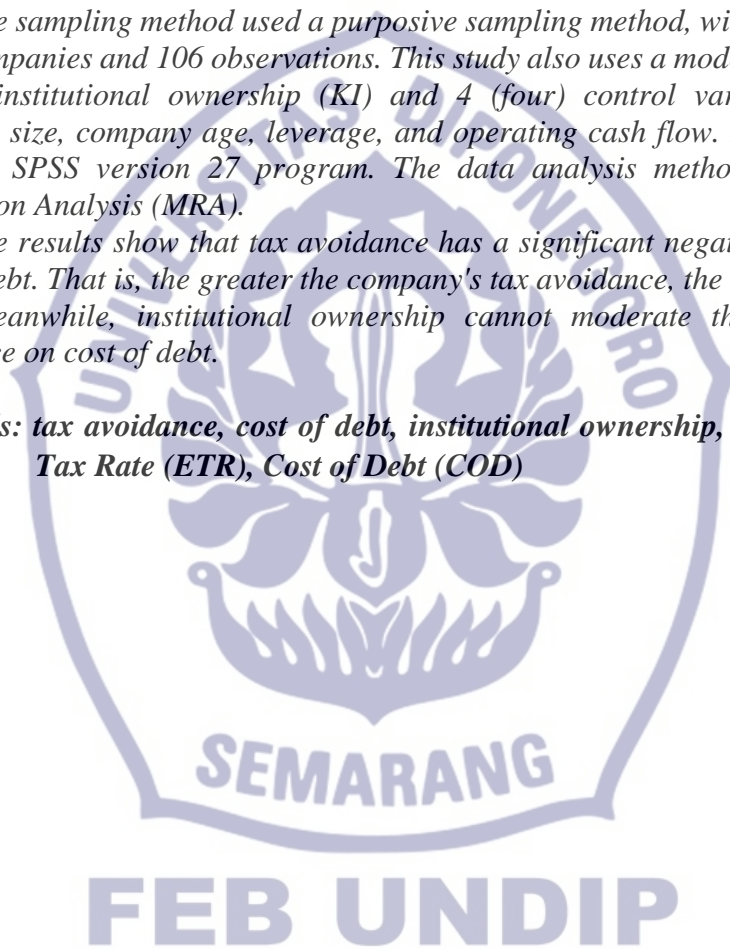 e sampling method used a purposive sampling method, wi
mpanies and 106 observations. This study also uses a mod
institutional ownership (KI) and 4 (four) control var
size, company age, leverage, and operating cash flow.
SPSS version 27 program. The data analysis metho
on Analysis (MRA).
e results show that tax avoidance has a significant nega
ebt. That is, the greater the company's tax avoidance, the
eanwhile, institutional ownership cannot moderate th
e on cost of debt.
s: tax avoidance, cost of debt, institutional ownership,
Tax Rate (ETR), Cost of Debt (COD)
UNIVERSITAS DIPONEGORO
SEMARANG
FEB UNDIP